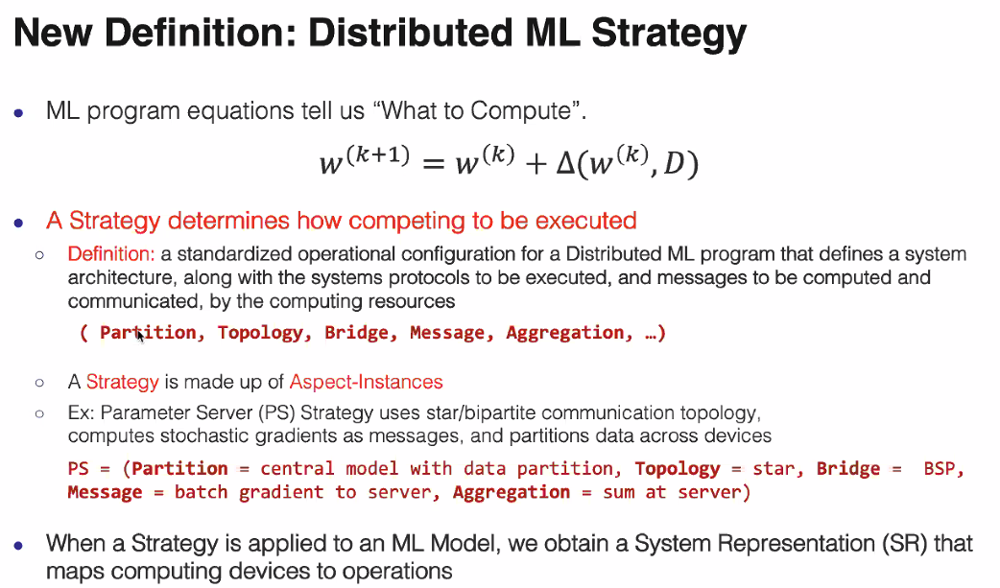 New Definition: Distributed ML Strategy
• ML program equations tell us “What to Compute”.
w^(k+1) = w^(k) + Δ(w^(k), D)
• A Strategy determines how competing to be executed
○ Definition: a standardized operational configuration for a Distributed ML program that defines a system
architecture, along with the systems protocols to be executed, and messages to be computed and
communicated, by the computing resources
( Partition, Topology, Bridge, Message, Aggregation, …)
○ A Strategy is made up of Aspect-Instances
○ Ex: Parameter Server (PS) Strategy uses star/bipartite communication topology,
computes stochastic gradients as messages, and partitions data across devices
PS = (Partition = central model with data partition, Topology = star, Bridge = BSP,
Message = batch gradient to server, Aggregation = sum at server)
• When a Strategy is applied to an ML Model, we obtain a System Representation (SR) that
maps computing devices to operations